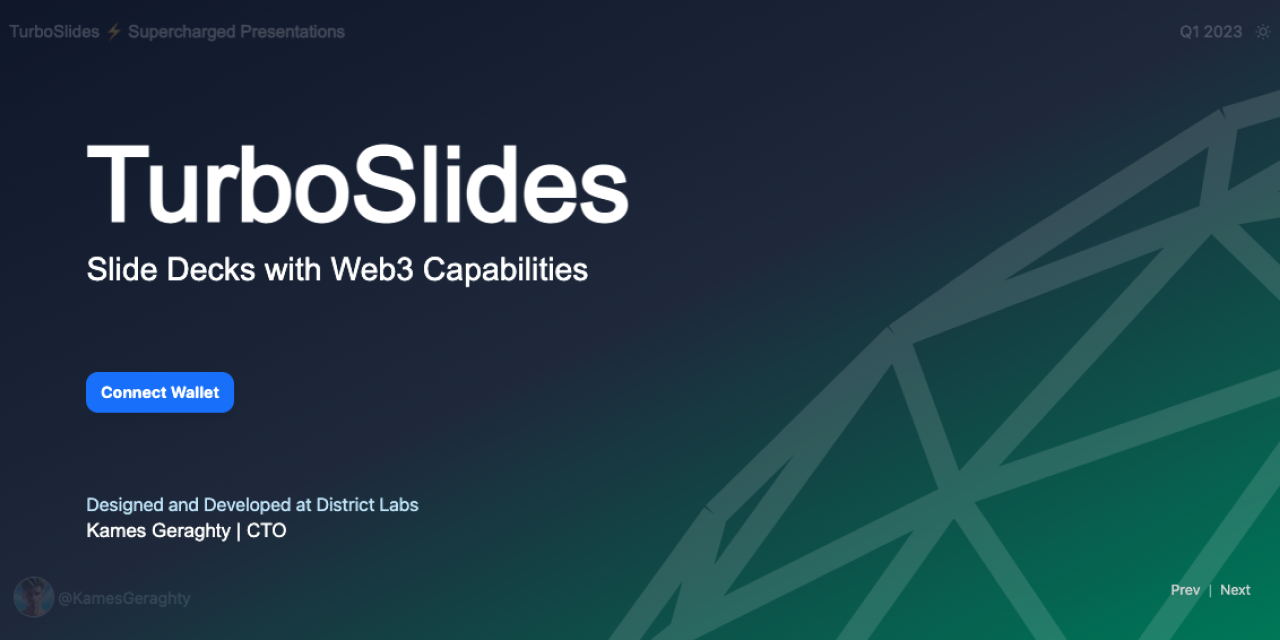 TurboSlides ⚡ Supercharged Presentations
Q1 2023
TurboSlides
Slide Decks with Web3 Capabilities
Connect Wallet
Designed and Developed at District Labs
Kames Geraghty | CTO
@KamesGeraghty
Prev | Next